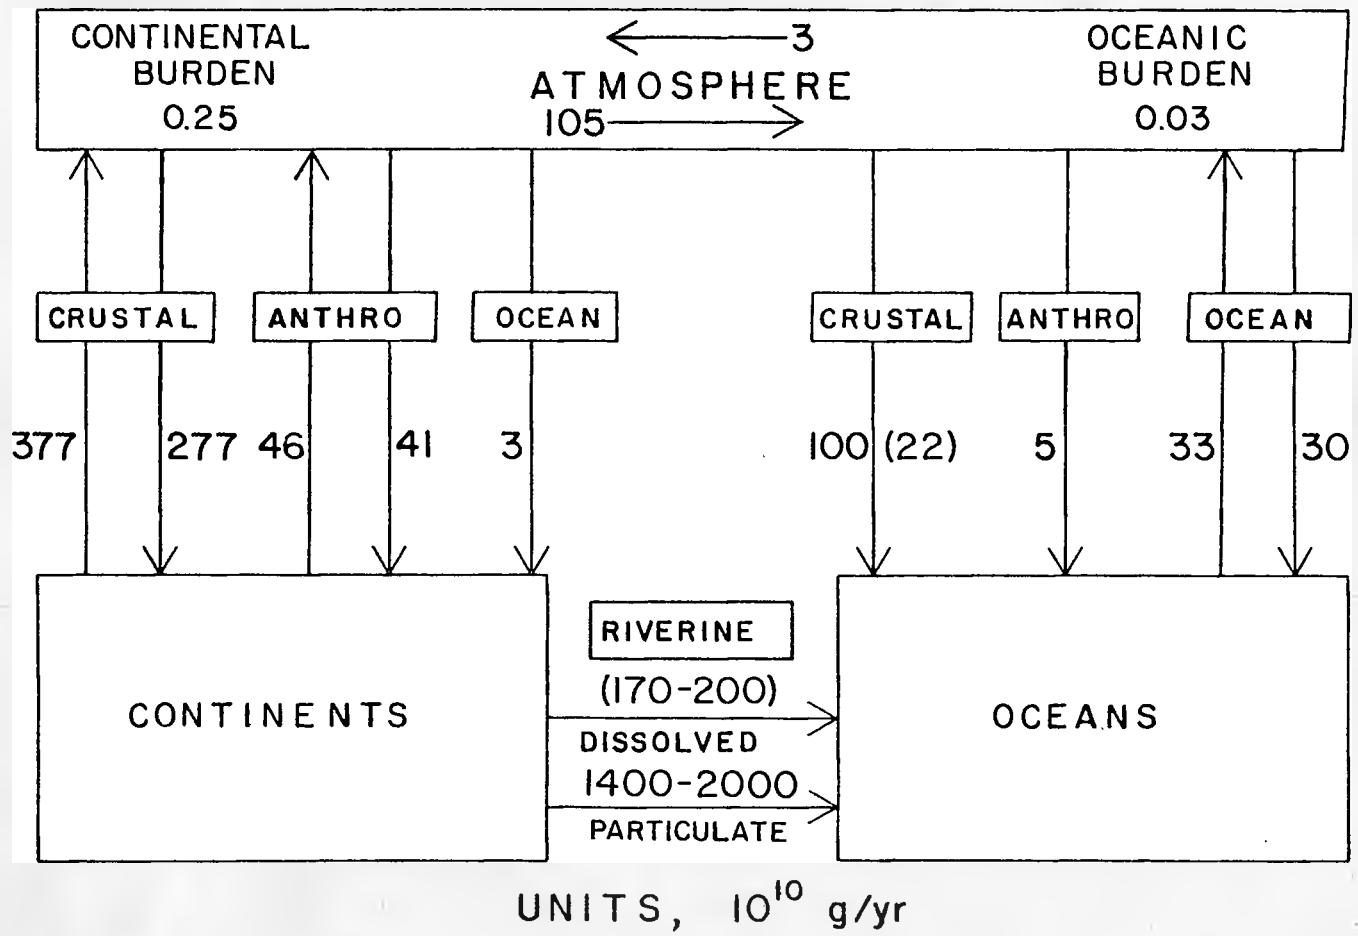 CONTINENTAL
BURDEN
0.25
3
ATMOSPHERE
105
OCEANIC
BURDEN
0.03
CRUSTAL
ANTHRO
OCEAN
CRUSTAL
ANTHRO
OCEAN
377
277
46
41
3
100 (22)
5
33
30
CONTINENTS
RIVERINE
(170-200)
DISSOLVED
1400-2000
PARTICULATE
OCEANS
UNITS, 10¹⁰ g/yr